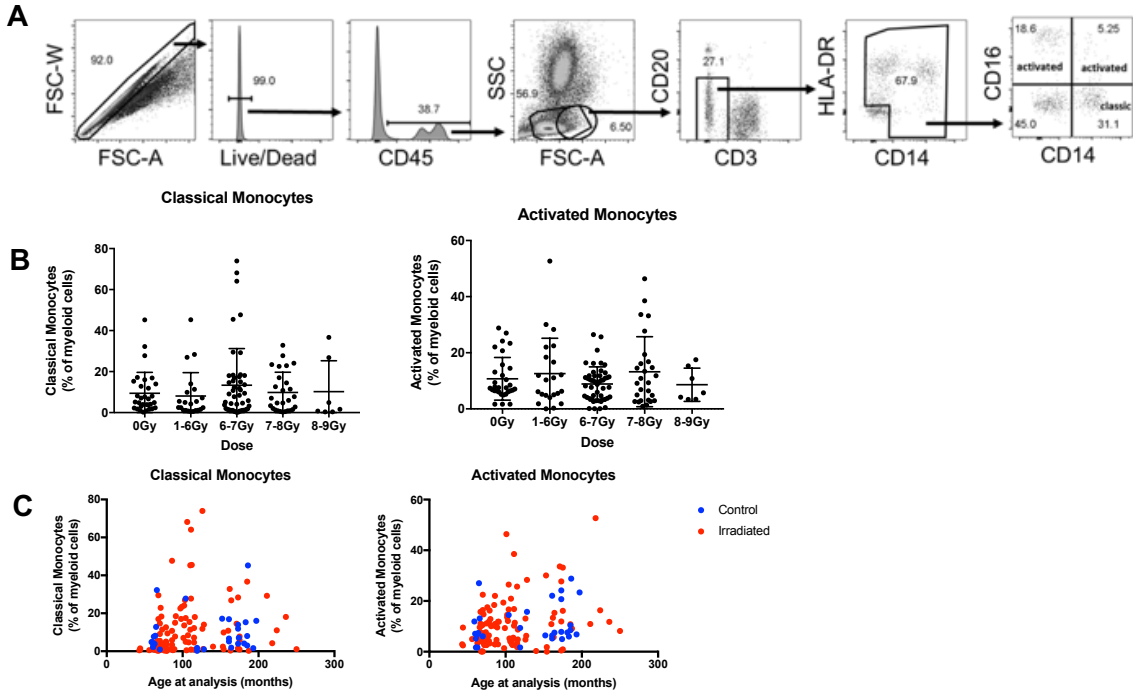 A
FSC-W
92.0
FSC-A
99.0
Live/Dead
38.7
CD45
SSC
56.9
6.50
FSC-A
CD20
27.1
CD3
HLA-DR
67.9
CD14
CD16
18.6
5.25
activated
activated
classic
45.0
31.1
CD14
B
Classical Monocytes
Classical Monocytes
(% of myeloid cells)
80
60
40
20
0
0Gy
1-6Gy
6-7Gy
7-8Gy
8-9Gy
Dose
Activated Monocytes
Activated Monocytes
(% of myeloid cells)
60
40
20
0
0Gy
1-6Gy
6-7Gy
7-8Gy
8-9Gy
Dose
C
Classical Monocytes
Classical Monocytes
(% of myeloid cells)
80
60
40
20
0
0
100
200
300
Age at analysis (months)
Activated Monocytes
Activated Monocytes
(% of myeloid cells)
60
40
20
0
0
100
200
300
Age at analysis (months)
Control
Irradiated